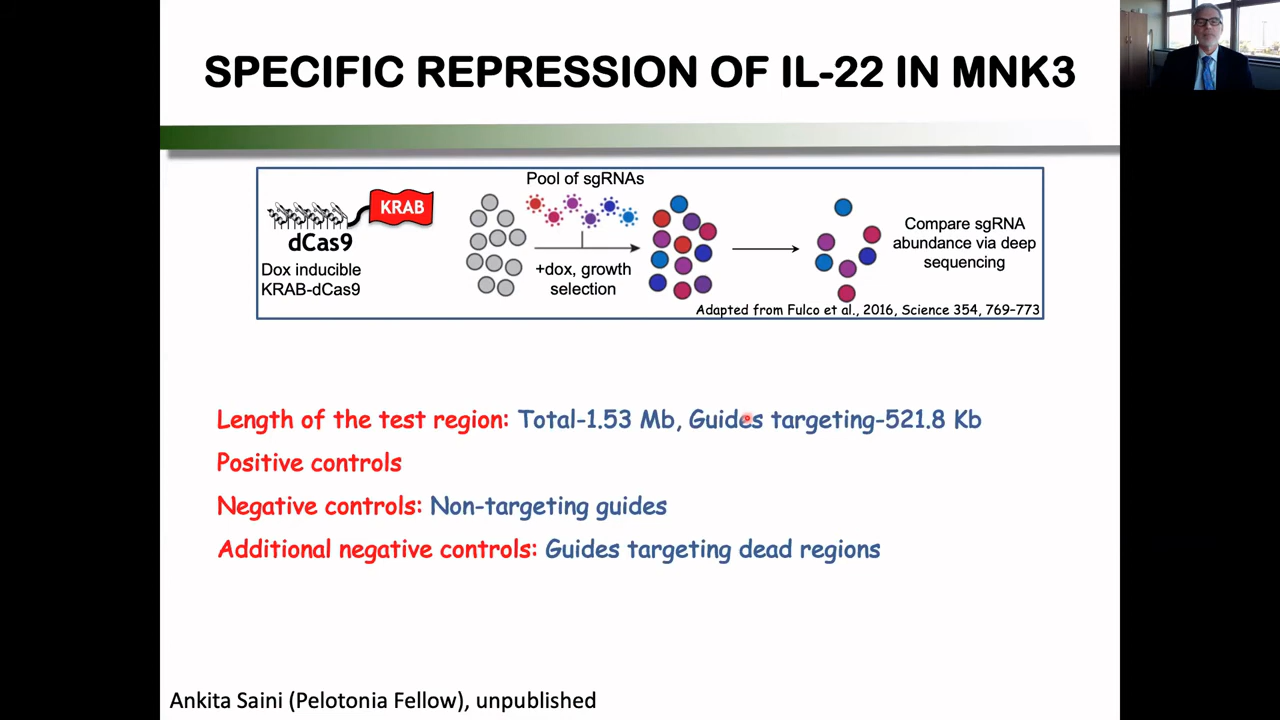 SPECIFIC REPRESSION OF IL-22 IN MNK3
KRAB
dCas9
Dox inducible
KRAB-dCas9
Pool of sgRNAs
+dox, growth
selection
Compare sgRNA
abundance via deep
sequencing
Adapted from Fulco et al., 2016, Science 354, 769-773
Length of the test region: Total-1.53 Mb, Guides targeting-521.8 Kb
Positive controls
Negative controls: Non-targeting guides
Additional negative controls: Guides targeting dead regions
Ankita Saini (Pelotonia Fellow), unpublished